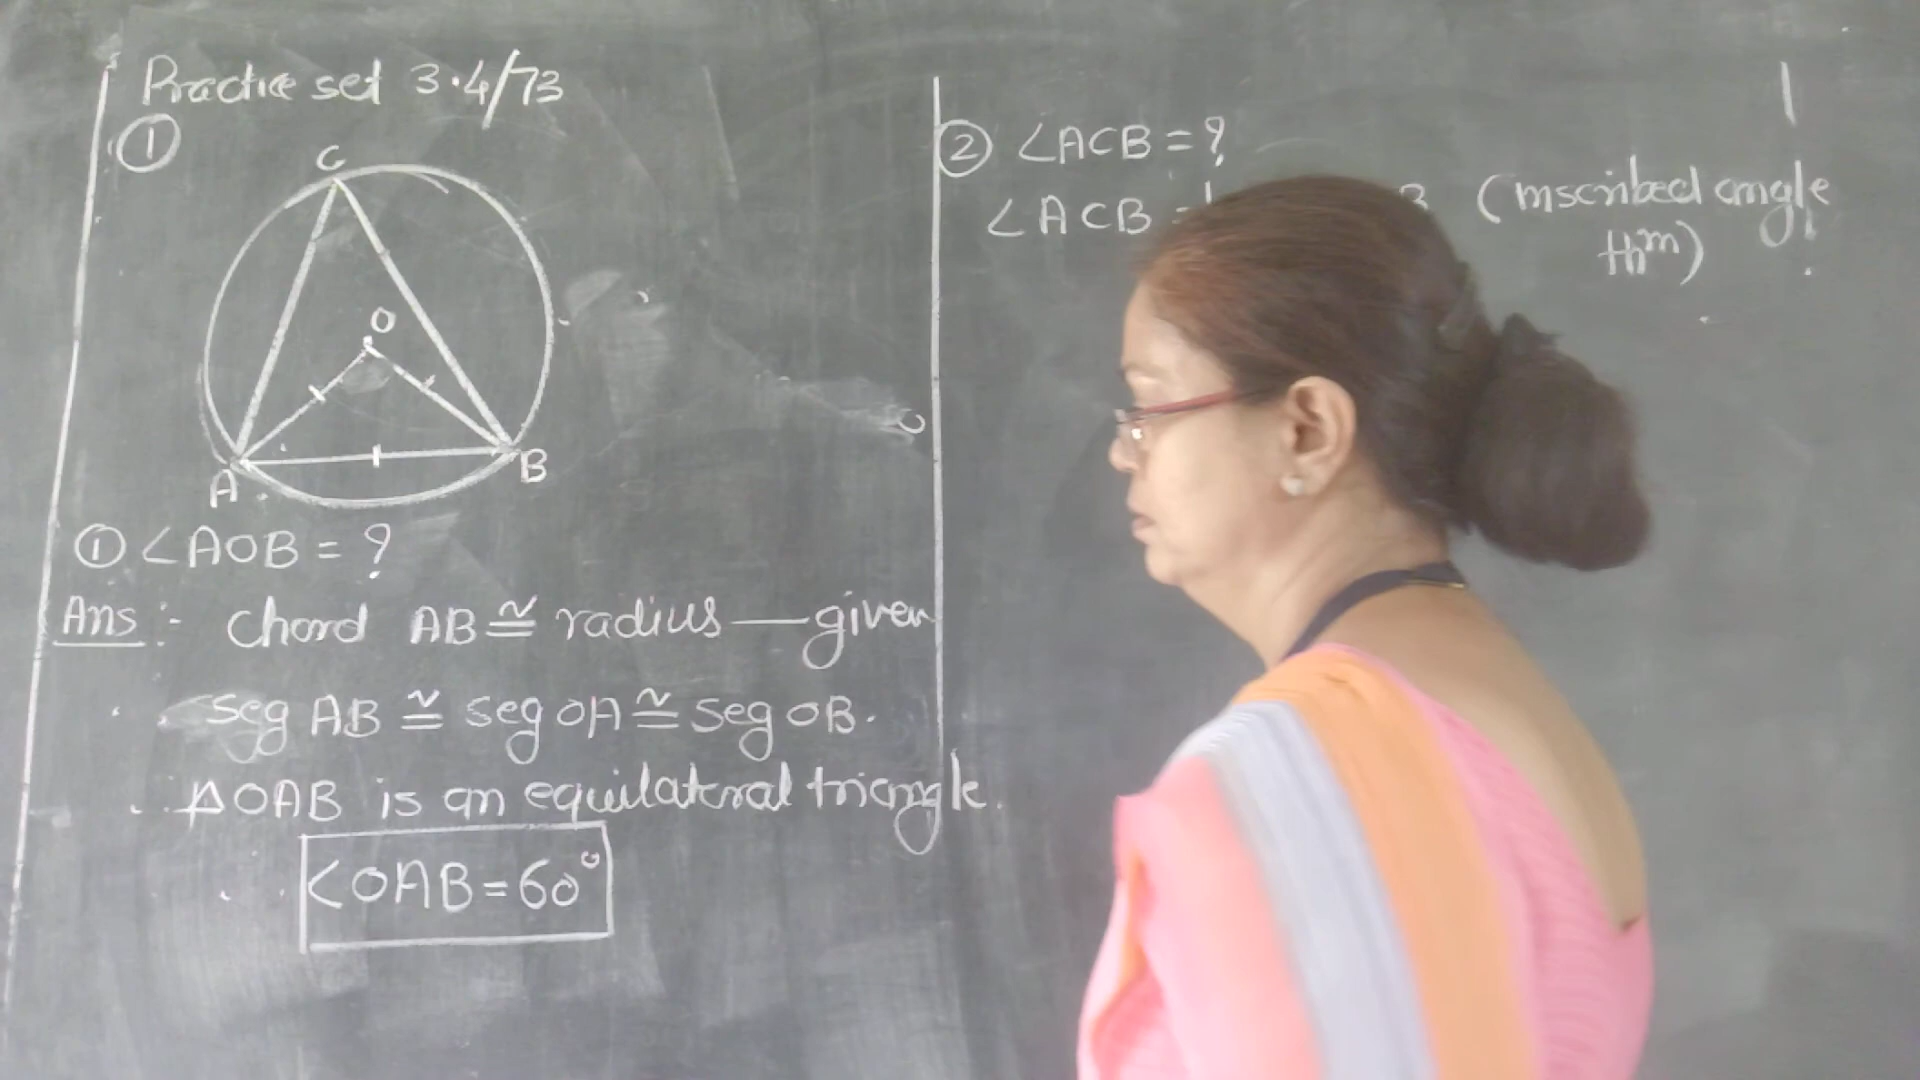 Practice set 3.4/73
①
C
O
A
B
① ∠AOB = ?
Ans :- Chord AB ≅ radius — given
seg AB ≅ seg OA ≅ seg OB.
∴ △OAB is an equilateral triangle.
∴ ∠OAB = 60°
② ∠ACB = ?
∠ACB = B (inscribed angle
thm)